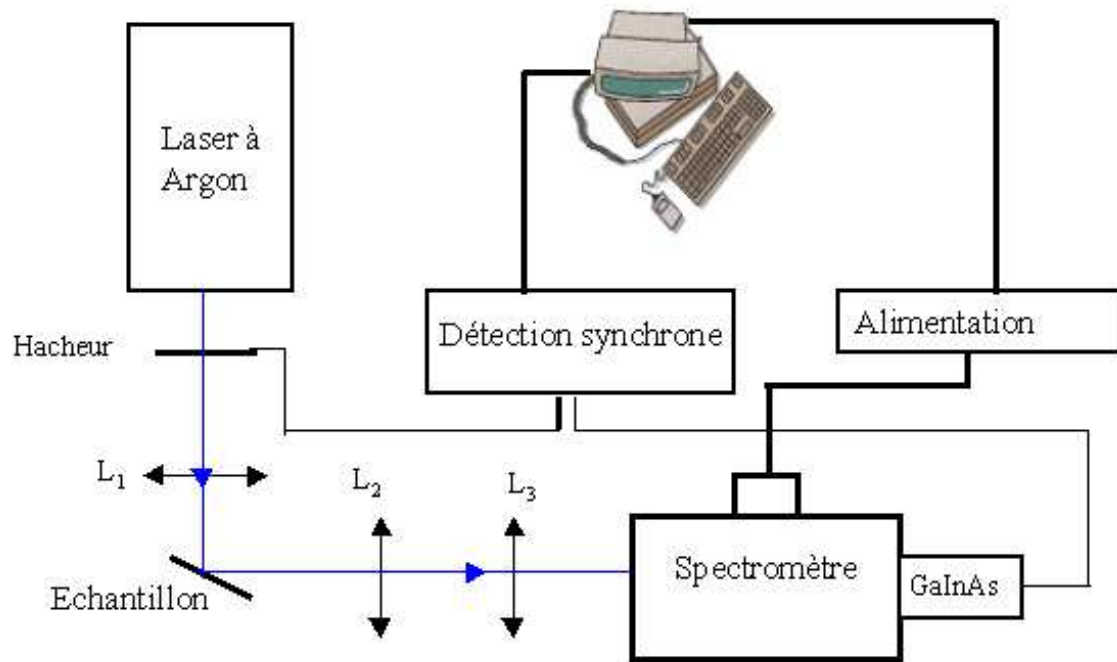 Laser à
Argon
Hacheur
Détection synchrone
Alimentation
L1
L2
L3
Echantillon
Spectromètre
GaInAs